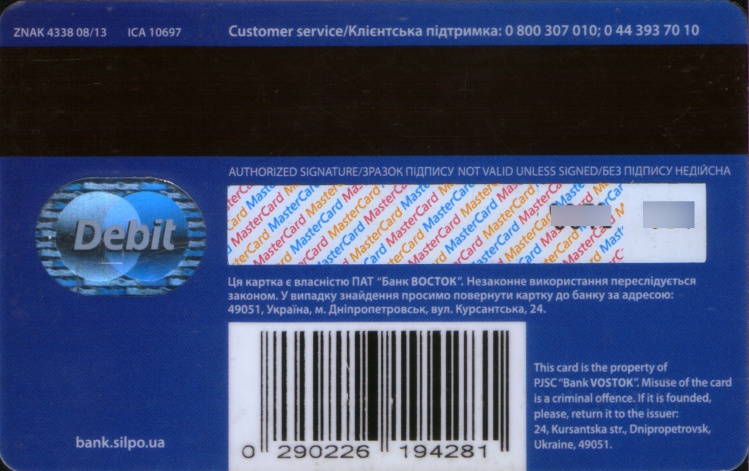 ZNAK 4338 08/13 ICA 10697 Customer service/Клієнтська підтримка: 0 800 307 010; 0 44 393 70 10
AUTHORIZED SIGNATURE/ЗРАЗОК ПІДПИСУ NOT VALID UNLESS SIGNED/БЕЗ ПІДПИСУ НЕДІЙСНА
Debit
MasterCard MasterCard MasterCard MasterCard
Ця картка є власністю ПАТ "Банк ВОСТОК". Незаконне використання переслідується
законом. У випадку знайдення просимо повернути картку до банку за адресою:
49051, Україна, м. Дніпропетровськ, вул. Курсантська, 24.
This card is the property of
PJSC "Bank VOSTOK". Misuse of the card
is a criminal offence. If it is founded,
please, return it to the issuer:
24, Kursantska str., Dnipropetrovsk,
Ukraine, 49051.
bank.silpo.ua
0 290226 194281